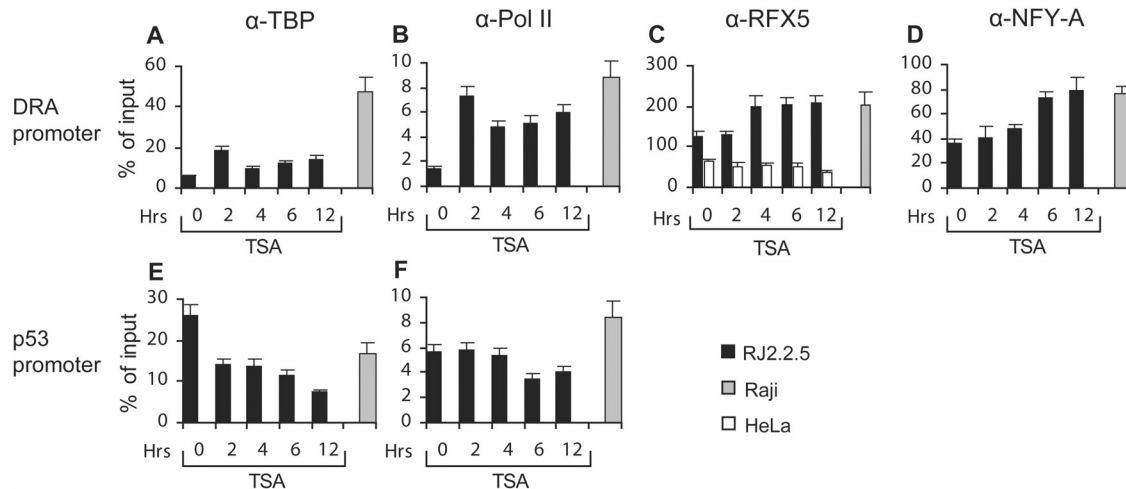 α-TBP α-Pol II α-RFX5 α-NFY-A
A B C D
DRA
promoter
% of input
60
40
20
0
10
8
6
4
2
0
300
200
100
0
100
80
60
40
20
0
Hrs 0 2 4 6 12
TSA
Hrs 0 2 4 6 12
TSA
Hrs 0 2 4 6 12
TSA
Hrs 0 2 4 6 12
TSA
E F
p53
promoter
% of input
30
20
10
0
10
8
6
4
2
0
Hrs 0 2 4 6 12
TSA
Hrs 0 2 4 6 12
TSA
RJ2.2.5
Raji
HeLa